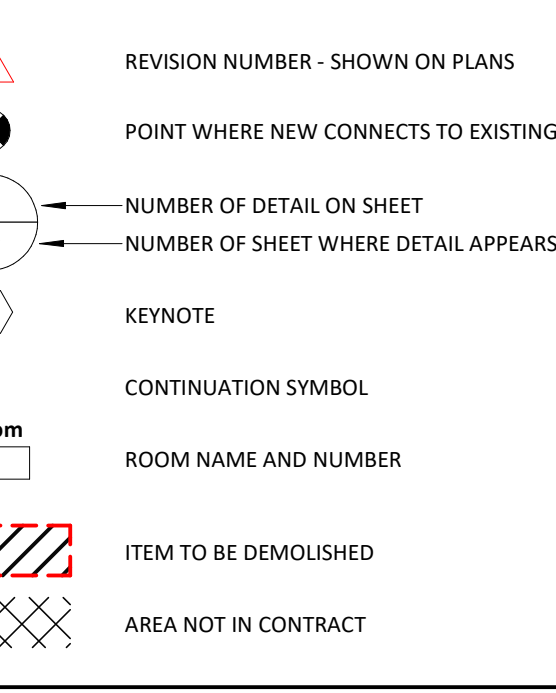 REVISION NUMBER - SHOWN ON PLANS
POINT WHERE NEW CONNECTS TO EXISTING
NUMBER OF DETAIL ON SHEET
NUMBER OF SHEET WHERE DETAIL APPEARS
KEYNOTE
CONTINUATION SYMBOL
ROOM NAME AND NUMBER
ITEM TO BE DEMOLISHED
AREA NOT IN CONTRACT